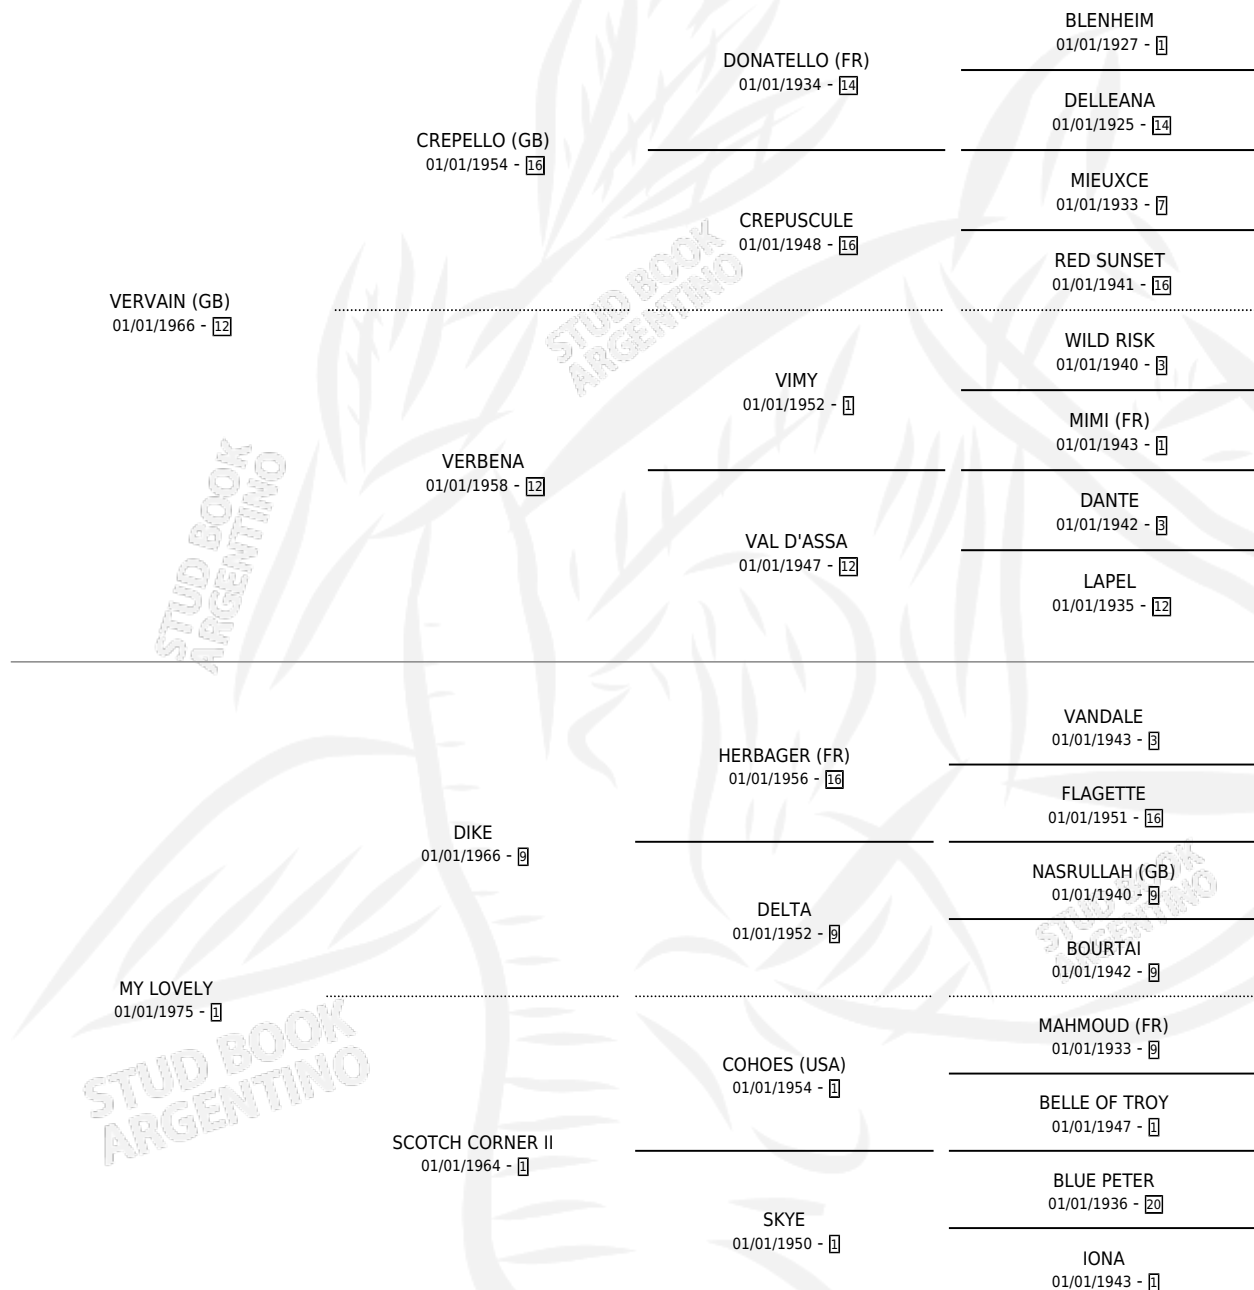 BLENHEIM
01/01/1927 - 1
DONATELLO (FR)
01/01/1934 - 14
DELLEANA
01/01/1925 - 14
CREPELLO (GB)
01/01/1954 - 16
MIEUXCE
01/01/1933 - 7
CREPUSCULE
01/01/1948 - 16
RED SUNSET
01/01/1941 - 16
VERVAIN (GB)
01/01/1966 - 12
STUD BOOK
ARGENTINO
WILD RISK
01/01/1940 - 3
VIMY
01/01/1952 - 1
MIMI (FR)
01/01/1943 - 1
VERBENA
01/01/1958 - 12
DANTE
01/01/1942 - 3
VAL D'ASSA
01/01/1947 - 12
LAPEL
01/01/1935 - 12
STUD BOOK
ARGENTINO
VANDALE
01/01/1943 - 3
HERBAGER (FR)
01/01/1956 - 16
FLAGETTE
01/01/1951 - 16
DIKE
01/01/1966 - 9
NASRULLAH (GB)
01/01/1940 - 9
DELTA
01/01/1952 - 9
BOURTAI
01/01/1942 - 9
STUD BOOK
ARGENTINO
MY LOVELY
01/01/1975 - 1
MAHMOUD (FR)
01/01/1933 - 9
COHOES (USA)
01/01/1954 - 1
BELLE OF TROY
01/01/1947 - 1
STUD BOOK
ARGENTINO
SCOTCH CORNER II
01/01/1964 - 1
BLUE PETER
01/01/1936 - 20
SKYE
01/01/1950 - 1
IONA
01/01/1943 - 1